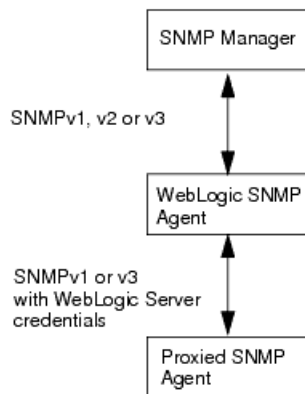 SNMP Manager
SNMPv1, v2 or v3
WebLogic SNMP
Agent
SNMPv1 or v3
with WebLogic Server
credentials
Proxied SNMP
Agent